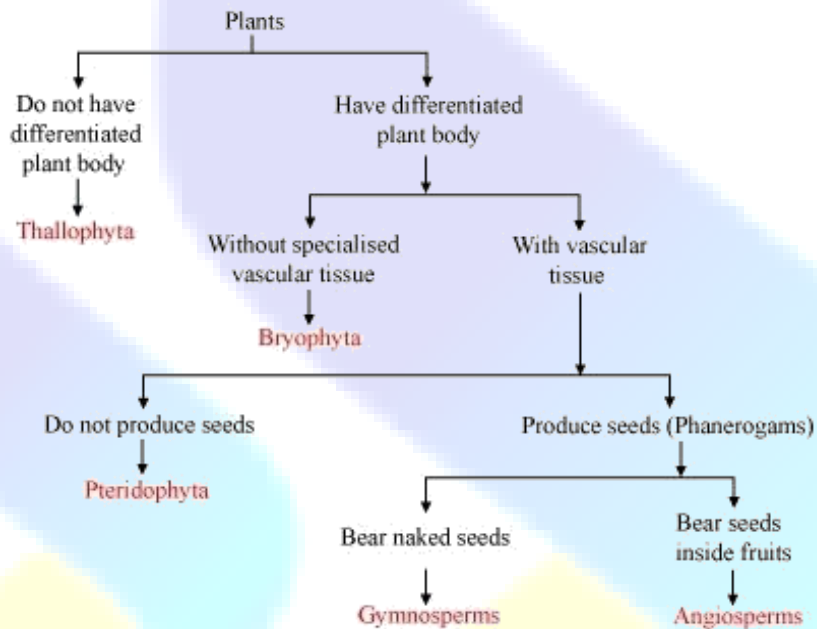 Plants
Do not have
differentiated
plant body
Have differentiated
plant body
Thallophyta
Without specialised
vascular tissue
With vascular
tissue
Bryophyta
Do not produce seeds
Produce seeds (Phanerogams)
Pteridophyta
Bear naked seeds
Bear seeds
inside fruits
Gymnosperms
Angiosperms